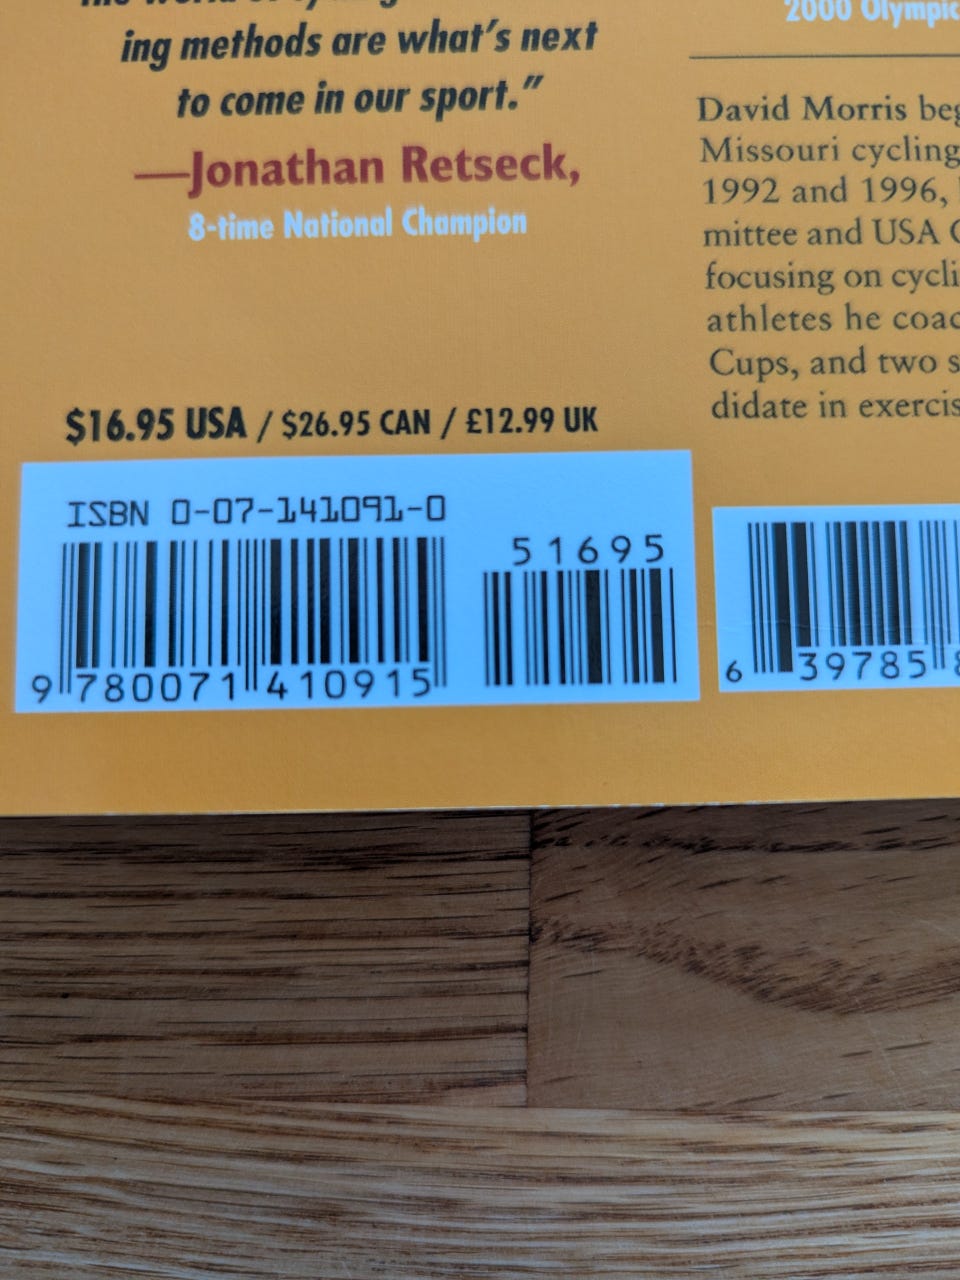 ing methods are what's next
to come in our sport."
—Jonathan Retseck,
8-time National Champion
$16.95 USA / $26.95 CAN / £12.99 UK
ISBN 0-07-141091-0
51695
9 780071 410915
2000 Olympic
David Morris beg
Missouri cycling
1992 and 1996,
mittee and USA
focusing on cycli
athletes he coac
Cups, and two s
didate in exercis
6 39785